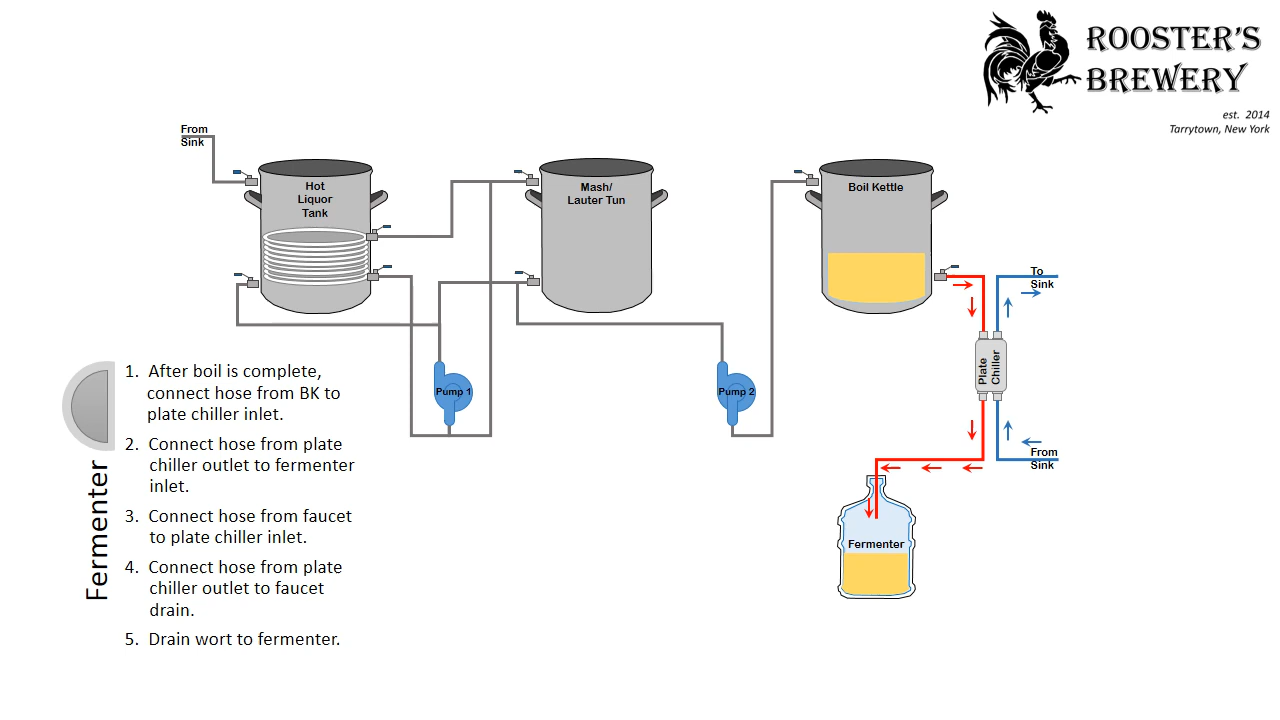 ROOSTER'S
BREWERY
est. 2014
Tarrytown, New York
From
Sink
Hot
Liquor
Tank
Mash/
Lauter Tun
Boil Kettle
To
Sink
Plate
Chiller
Pump 1
Pump 2
From
Sink
Fermenter
Fermenter
1. After boil is complete,
connect hose from BK to
plate chiller inlet.
2. Connect hose from plate
chiller outlet to fermenter
inlet.
3. Connect hose from faucet
to plate chiller inlet.
4. Connect hose from plate
chiller outlet to faucet
drain.
5. Drain wort to fermenter.